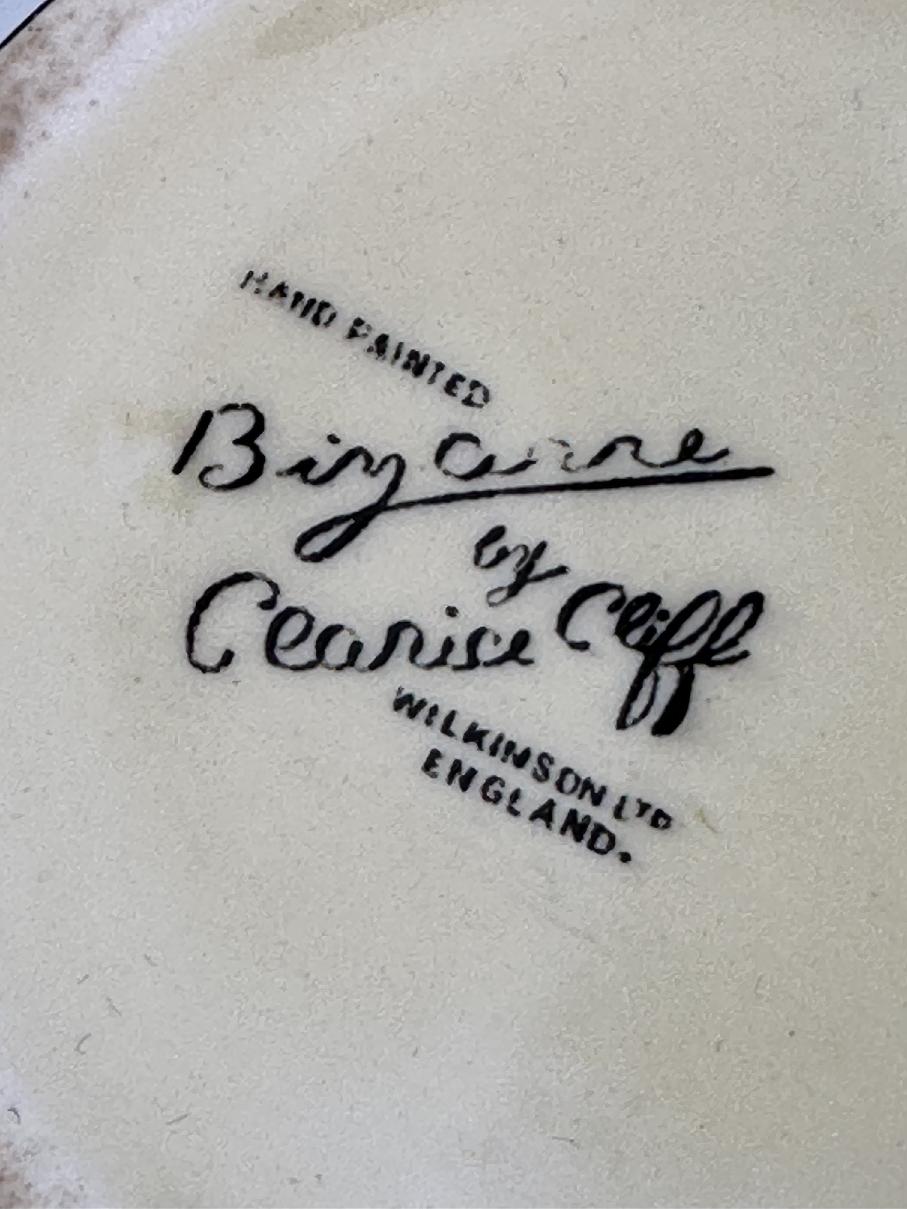 HAND PAINTED
Bizarre
by
Clarice Cliff
WILKINSON LTD
ENGLAND.